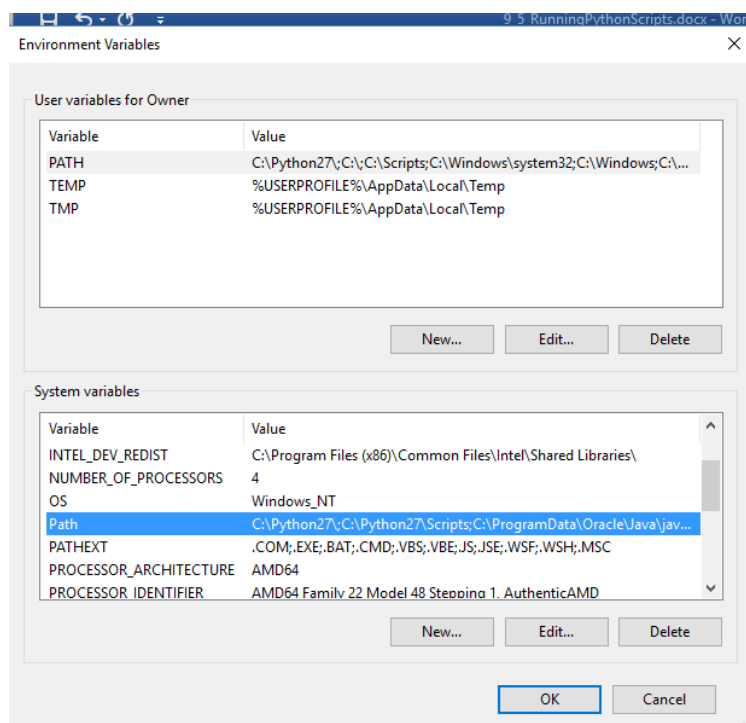 9 5 RunningPythonScripts.docx - Wor
Environment Variables
User variables for Owner
Variable Value
PATH C:\Python27\;C:\;C:\Scripts;C:\Windows\system32;C:\Windows;C:\...
TEMP %USERPROFILE%\AppData\Local\Temp
TMP %USERPROFILE%\AppData\Local\Temp
New... Edit... Delete
System variables
Variable Value
INTEL_DEV_REDIST C:\Program Files (x86)\Common Files\Intel\Shared Libraries\
NUMBER_OF_PROCESSORS 4
OS Windows_NT
Path C:\Python27\;C:\Python27\Scripts;C:\ProgramData\Oracle\Java\jav...
PATHEXT .COM;.EXE;.BAT;.CMD;.VBS;.VBE;.JS;.JSE;.WSF;.WSH;.MSC
PROCESSOR_ARCHITECTURE AMD64
PROCESSOR_IDENTIFIER AMD64 Family 22 Model 48 Stepping 1, AuthenticAMD
New... Edit... Delete
OK Cancel